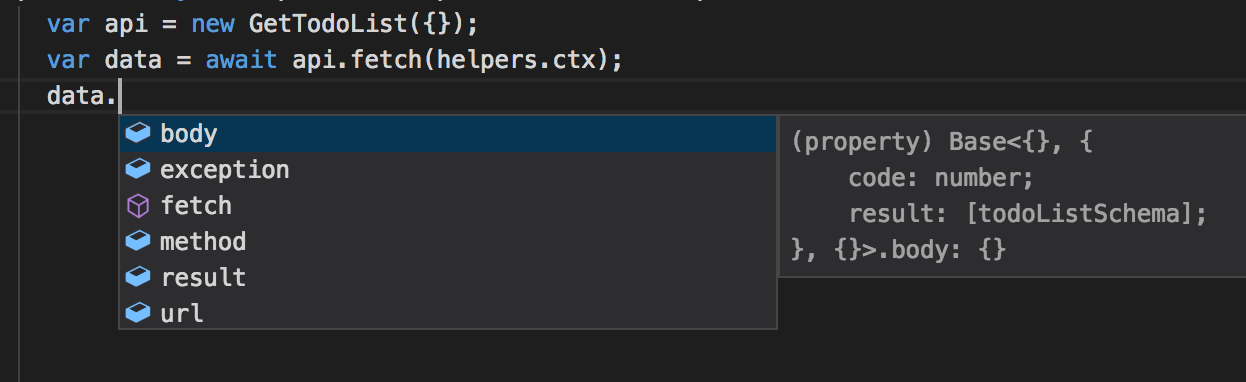 var api = new GetTodoList({});
var data = await api.fetch(helpers.ctx);
data.
body
exception
fetch
method
result
url
(property) Base<{}, {
code: number;
result: [todoListSchema];
}, {}>.body: {}